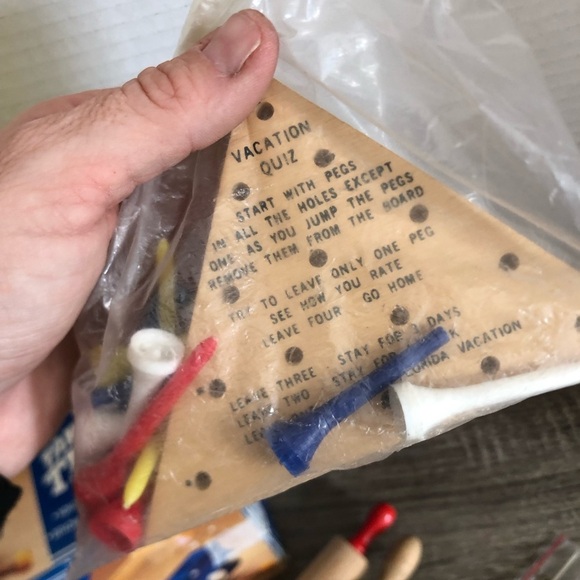 VACATION
QUIZ
START WITH PEGS
IN ALL THE HOLES EXCEPT
ONE AS YOU JUMP THE PEGS
REMOVE THEM FROM THE BOARD
TO LEAVE ONLY ONE PEG
SEE HOW YOU RATE
LEAVE FOUR GO HOME
LEAVE THREE STAY FOR DAYS
TWO STAY FOR
VACATION